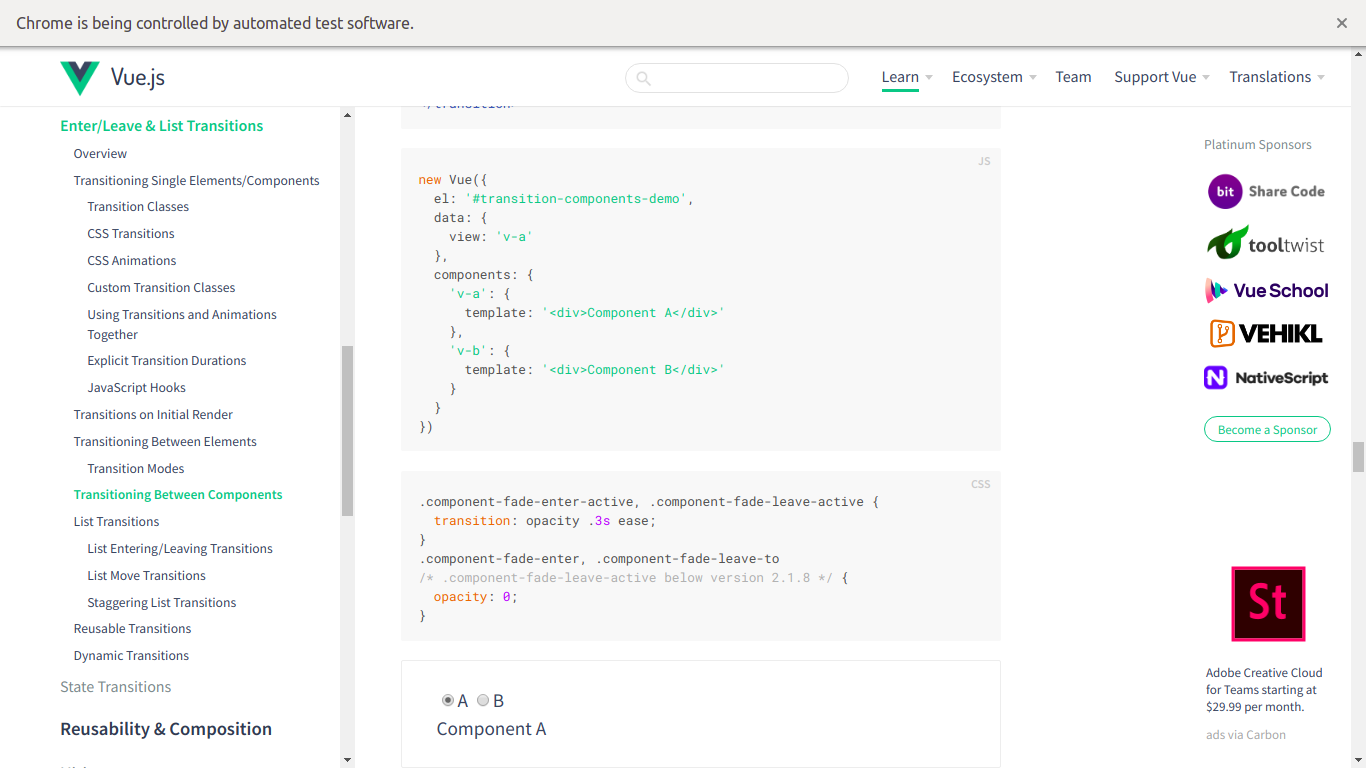 Chrome is being controlled by automated test software.
Vue.js
Learn
Ecosystem
Team
Support Vue
Translations
Enter/Leave & List Transitions
Overview
Transitioning Single Elements/Components
Transition Classes
CSS Transitions
CSS Animations
Custom Transition Classes
Using Transitions and Animations
Together
Explicit Transition Durations
JavaScript Hooks
Transitions on Initial Render
Transitioning Between Elements
Transition Modes
Transitioning Between Components
List Transitions
List Entering/Leaving Transitions
List Move Transitions
Staggering List Transitions
Reusable Transitions
Dynamic Transitions
State Transitions
Reusability & Composition
</transition>
JS
new Vue({
  el: '#transition-components-demo',
  data: {
    view: 'v-a'
  },
  components: {
    'v-a': {
      template: '<div>Component A</div>'
    },
    'v-b': {
      template: '<div>Component B</div>'
    }
  }
})
CSS
.component-fade-enter-active, .component-fade-leave-active {
  transition: opacity .3s ease;
}
.component-fade-enter, .component-fade-leave-to
/* .component-fade-leave-active below version 2.1.8 */ {
  opacity: 0;
}
A B
Component A
Platinum Sponsors
bit Share Code
tooltwist
Vue School
VEHIKL
NativeScript
Become a Sponsor
St
Adobe Creative Cloud
for Teams starting at
$29.99 per month.
ads via Carbon